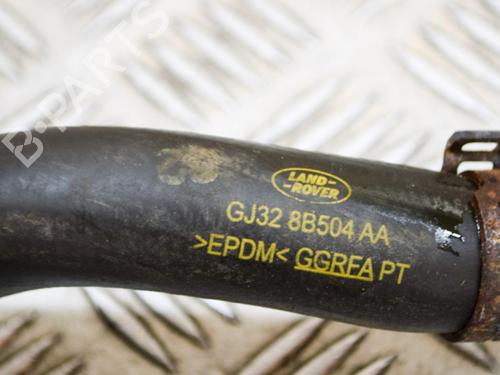 B-PARTS
LAND-
-ROVER
GJ32 8B504 AA
>EPDM< GGRFA PT